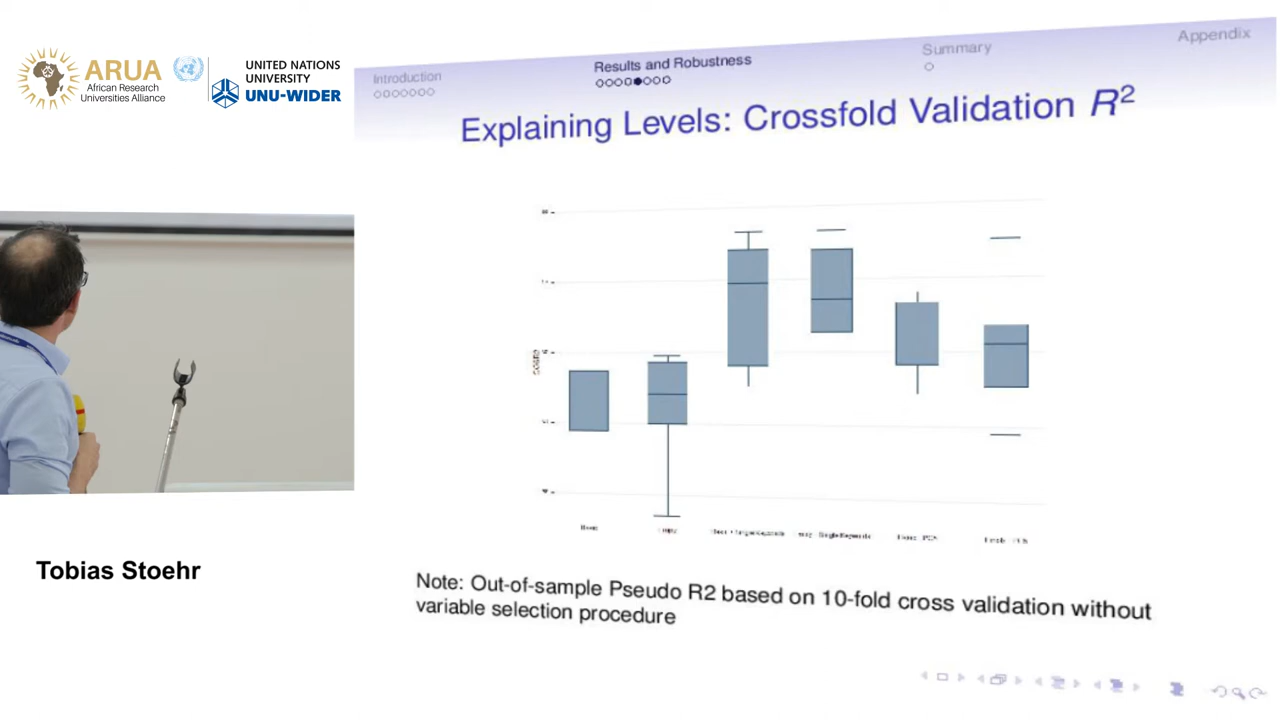 ARUA
African Research
Universities Alliance
UNITED NATIONS
UNIVERSITY
UNU-WIDER
Introduction
Results and Robustness
Summary
Appendix
Explaining Levels: Crossfold Validation R²
Note: Out-of-sample Pseudo R2 based on 10-fold cross validation without
variable selection procedure
Tobias Stoehr